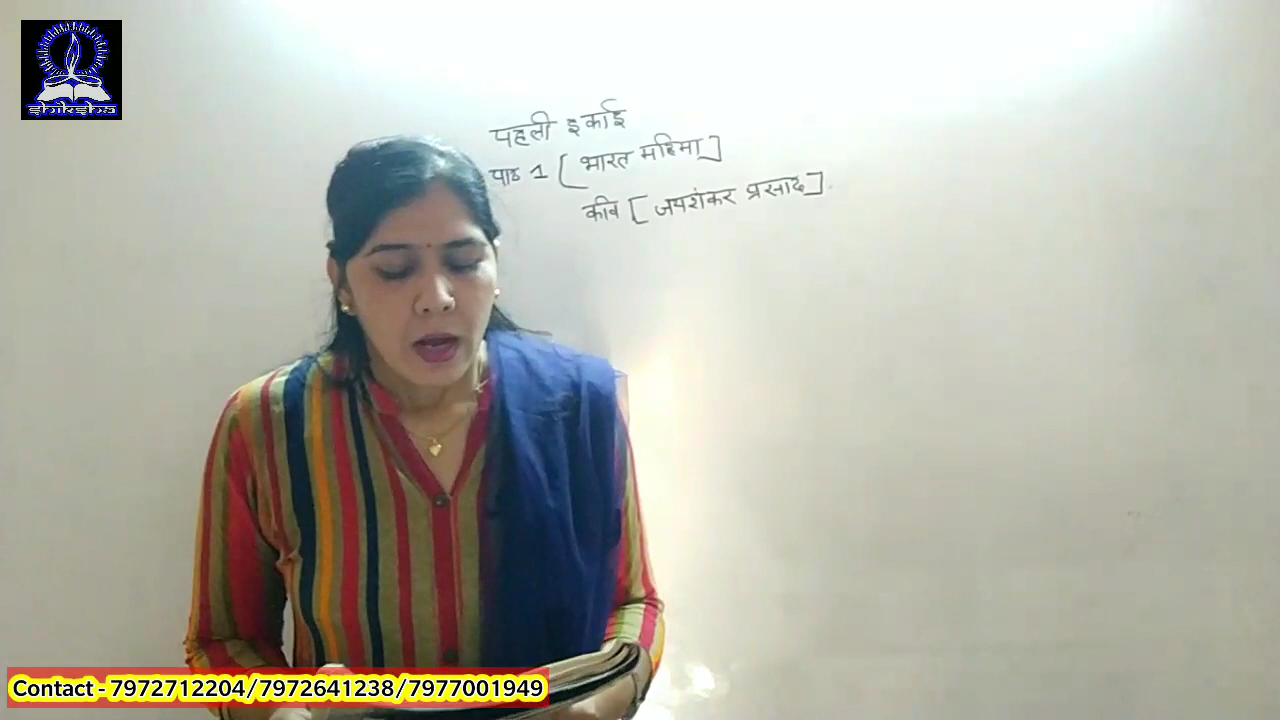 shiksha
पहली इकाई
पाठ 1 [ भारत महिमा ]
कवि [ जयशंकर प्रसाद ]
Contact - 7972712204/7972641238/7977001949